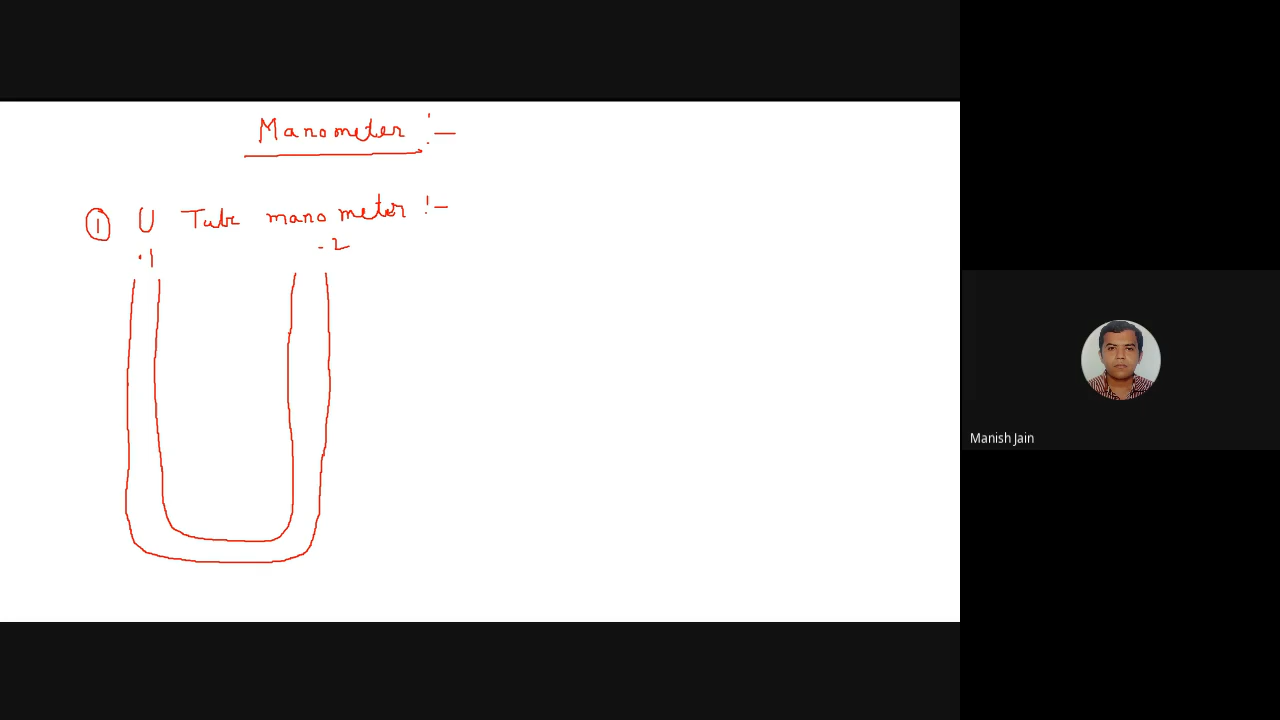 Manometer :-
① U Tube manometer :-
.1 .2
Manish Jain